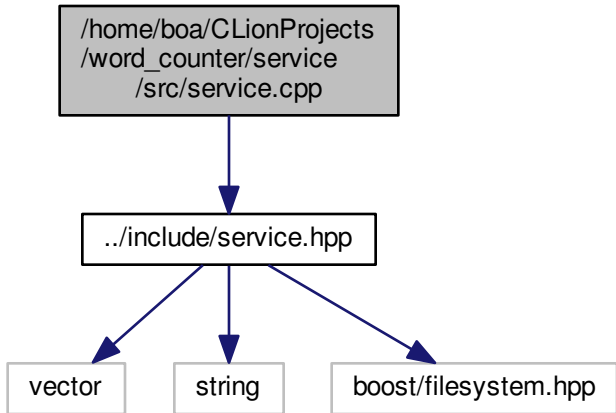 /home/boa/CLionProjects
/word_counter/service
/src/service.cpp
../include/service.hpp
vector
string
boost/filesystem.hpp